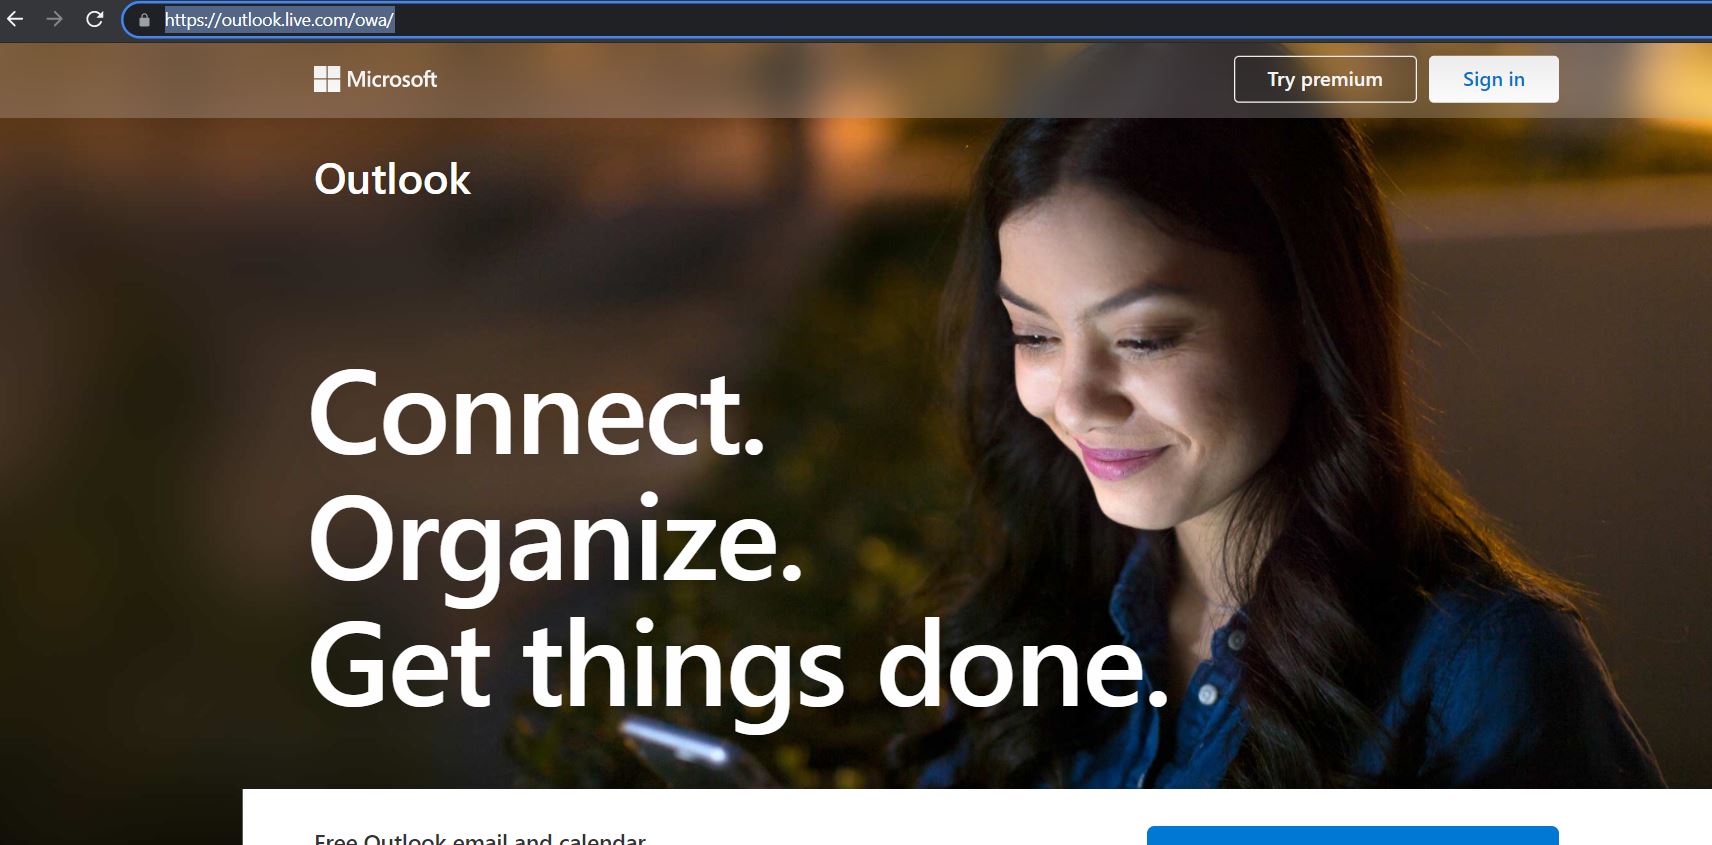 https://outlook.live.com/owa/
Microsoft
Try premium
Sign in
Outlook
Connect.
Organize.
Get things done.
Free Outlook email and calendar